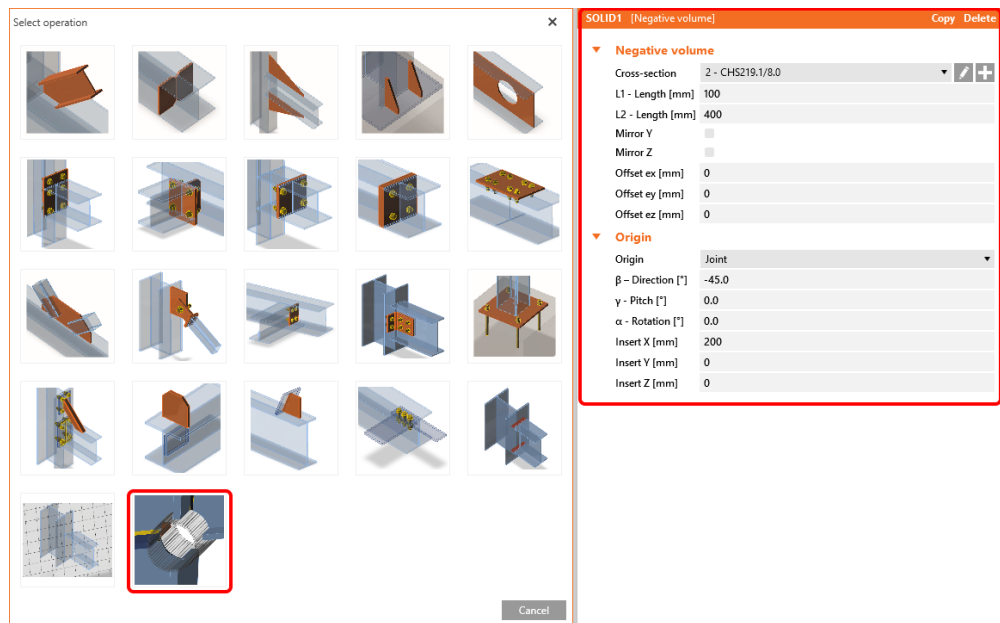 Select operation
Cancel
SOLID1 [Negative volume] Copy Delete
Negative volume
Cross-section 2 - CHS219.1/8.0
L1 - Length [mm] 100
L2 - Length [mm] 400
Mirror Y
Mirror Z
Offset ex [mm] 0
Offset ey [mm] 0
Offset ez [mm] 0
Origin
Origin Joint
β – Direction [°] -45.0
γ - Pitch [°] 0.0
α - Rotation [°] 0.0
Insert X [mm] 200
Insert Y [mm] 0
Insert Z [mm] 0